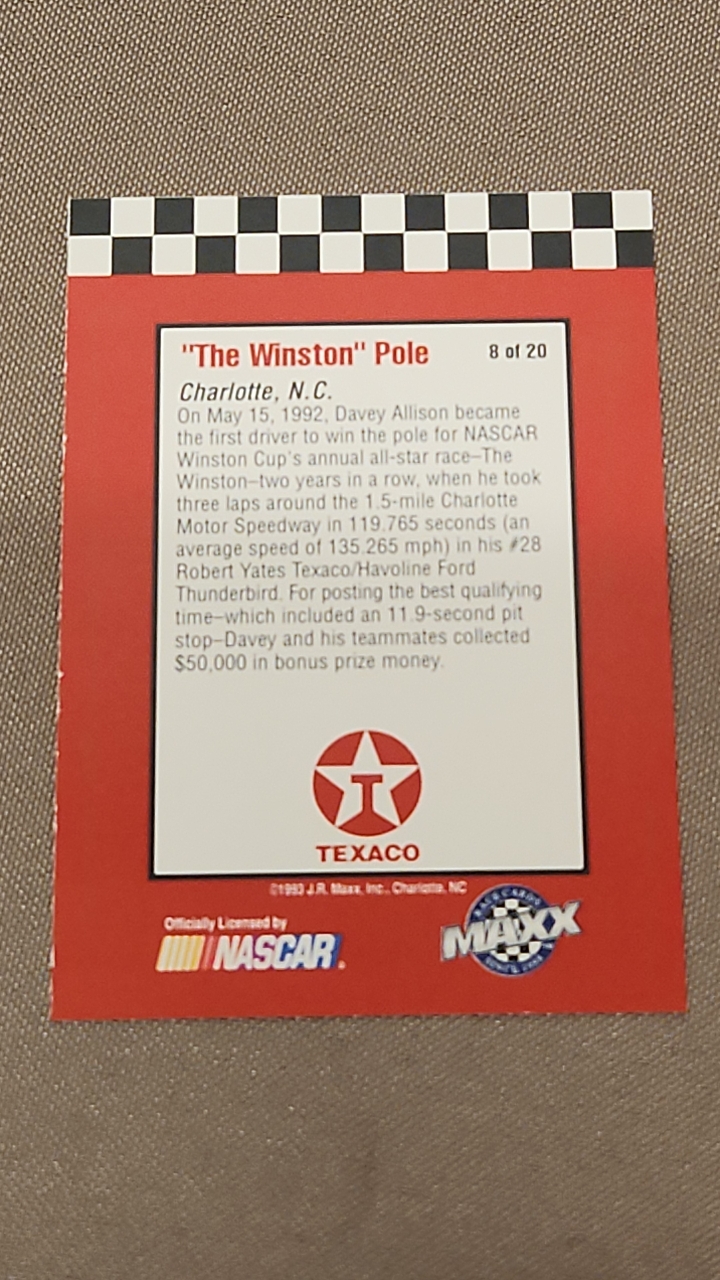 "The Winston" Pole 8 of 20
Charlotte, N.C.
On May 15, 1992, Davey Allison became
the first driver to win the pole for NASCAR
Winston Cup's annual all-star race–The
Winston–two years in a row, when he took
three laps around the 1.5-mile Charlotte
Motor Speedway in 119.765 seconds (an
average speed of 135.265 mph) in his #28
Robert Yates Texaco/Havoline Ford
Thunderbird. For posting the best qualifying
time–which included an 11.9-second pit
stop–Davey and his teammates collected
$50,000 in bonus prize money.
T
TEXACO
©1993 J.R. Maxx, Inc., Charlotte, NC
Officially Licensed by
NASCAR
RACE CARDS
MAXX